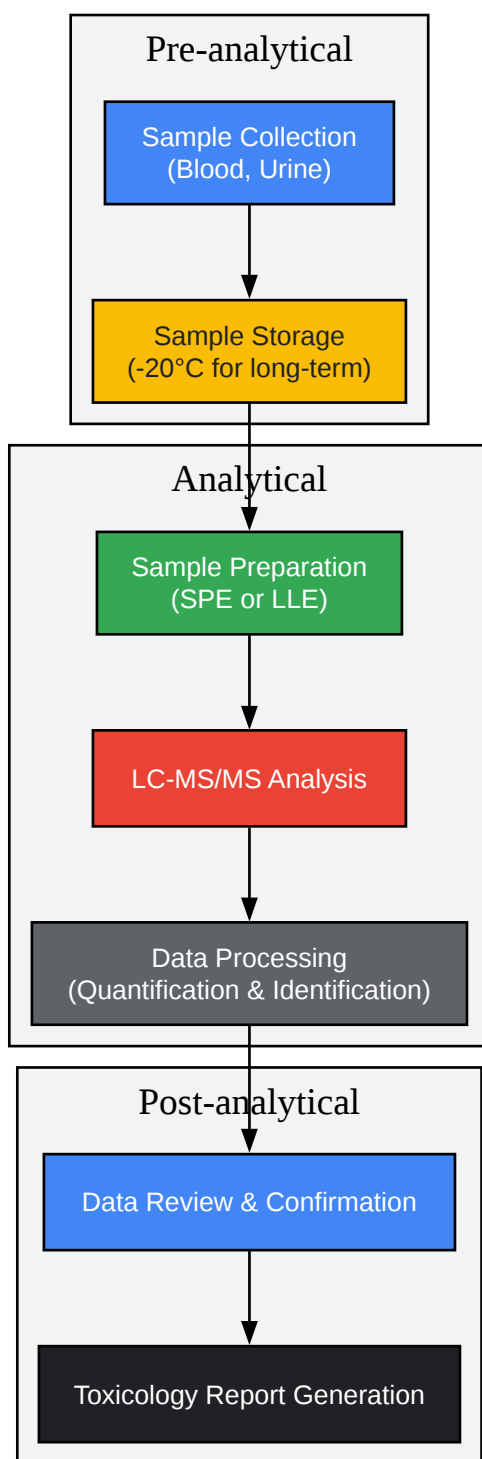 Pre-analytical
Sample Collection
(Blood, Urine)
Sample Storage
(-20°C for long-term)
Analytical
Sample Preparation
(SPE or LLE)
LC-MS/MS Analysis
Data Processing
(Quantification & Identification)
Post-analytical
Data Review & Confirmation
Toxicology Report Generation